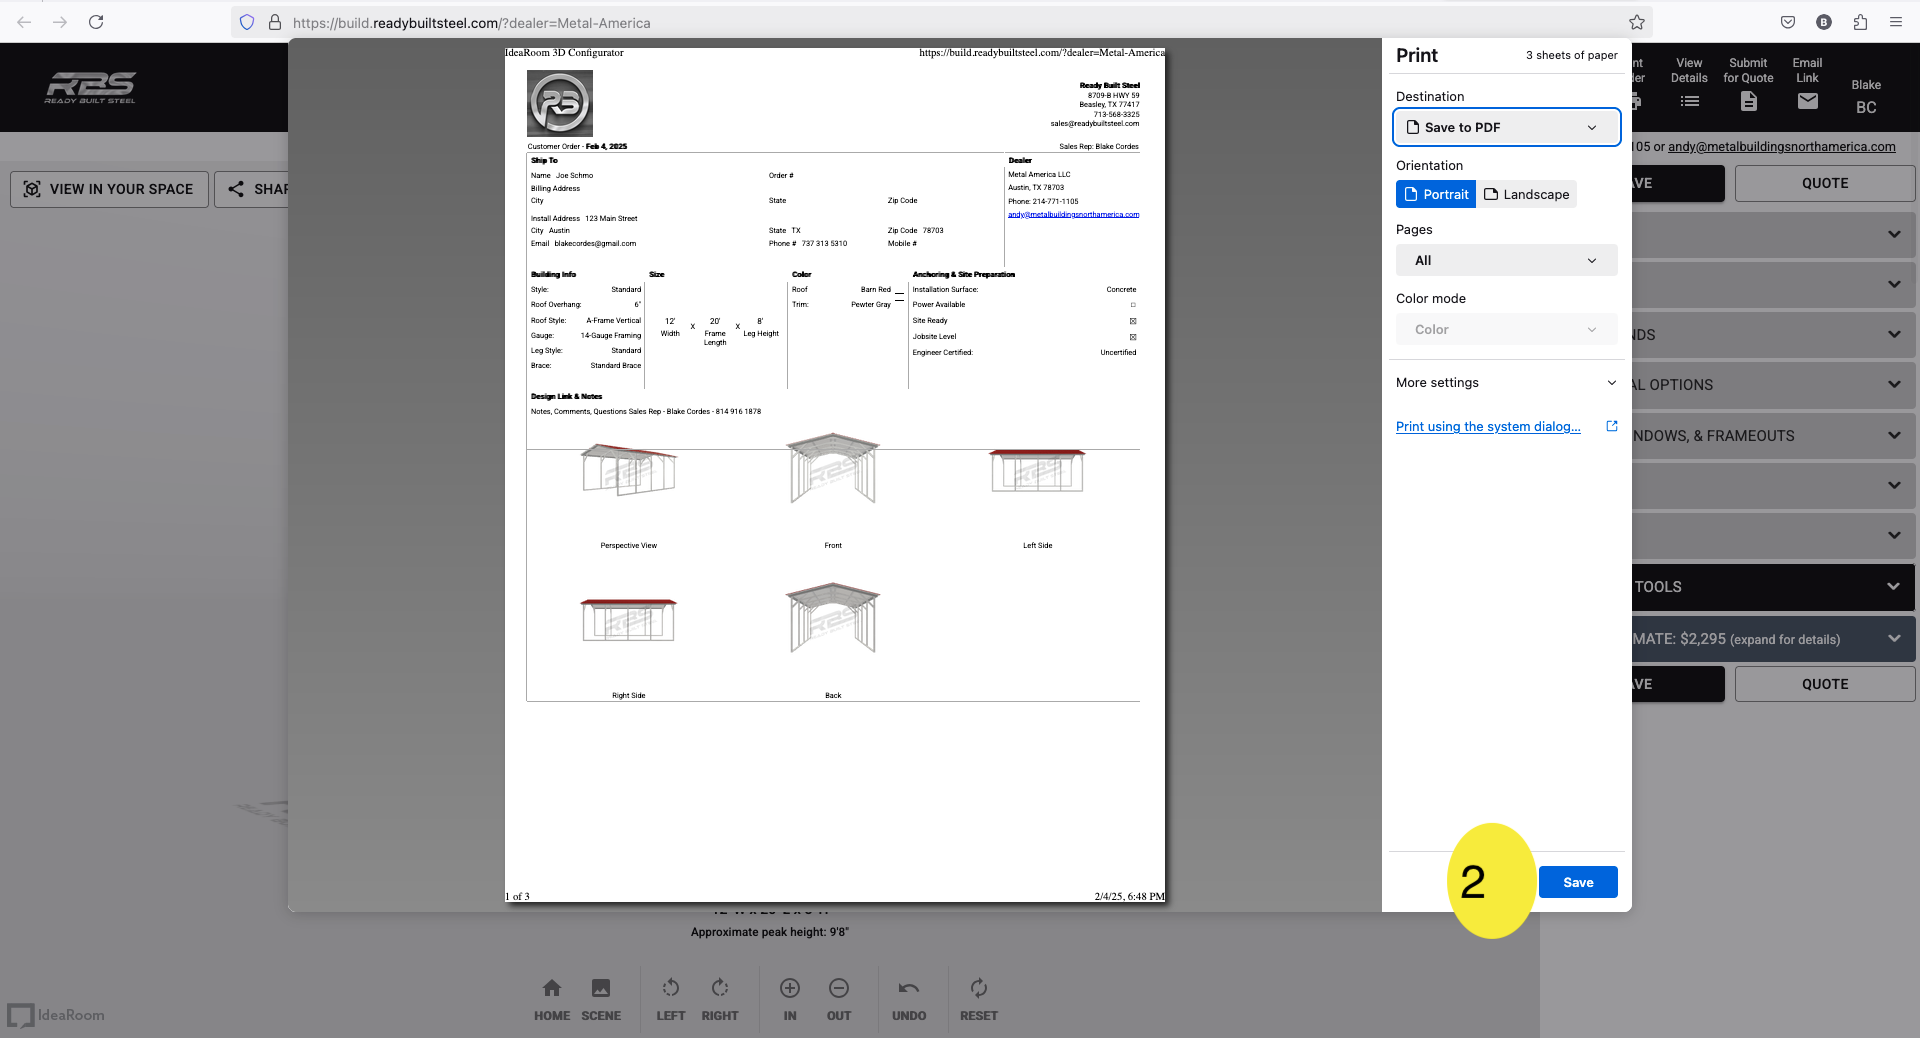 https://build.readybuiltsteel.com/?dealer=Metal-America
B
RBS
READY BUILT STEEL
VIEW IN YOUR SPACE
SHAR
IdeaRoom 3D Configurator
https://build.readybuiltsteel.com/?dealer=Metal-America
RB
Ready Built Steel
8709-B HWY 59
Beasley, TX 77417
713-568-3325
sales@readybuiltsteel.com
Customer Order - Feb 4, 2025
Sales Rep: Blake Cordes
Ship To
Dealer
Name Joe Schmo
Order #
Metal America LLC
Billing Address
Austin, TX 78703
City
State
Zip Code
Phone: 214-771-1105
Install Address 123 Main Street
andy@metalbuildingsnorthamerica.com
City Austin
State TX
Zip Code 78703
Email blakecordes@gmail.com
Phone # 737 313 5310
Mobile #
Building Info
Size
Color
Anchoring & Site Preparation
Style: Standard
Roof Barn Red
Installation Surface: Concrete
Roof Overhang: 6"
Trim: Pewter Gray
Power Available
Roof Style: A-Frame Vertical
12' X 20' X 8'
Width Frame Length Leg Height
Site Ready
Gauge: 14-Gauge Framing
Jobsite Level
Leg Style: Standard
Engineer Certified: Uncertified
Brace: Standard Brace
Design Link & Notes
Notes, Comments, Questions Sales Rep - Blake Cordes - 814 916 1878
Perspective View
Front
Left Side
Right Side
Back
1 of 3
2/4/25, 6:48 PM
Print
3 sheets of paper
Destination
Save to PDF
Orientation
Portrait
Landscape
Pages
All
Color mode
Color
More settings
Print using the system dialog...
2
Save
nt
der
View
Details
Submit
for Quote
Email
Link
Blake
BC
105 or andy@metalbuildingsnorthamerica.com
AVE
QUOTE
NDS
AL OPTIONS
NDOWS, & FRAMEOUTS
TOOLS
MATE: $2,295 (expand for details)
AVE
QUOTE
Approximate peak height: 9'8"
HOME
SCENE
LEFT
RIGHT
IN
OUT
UNDO
RESET
IdeaRoom